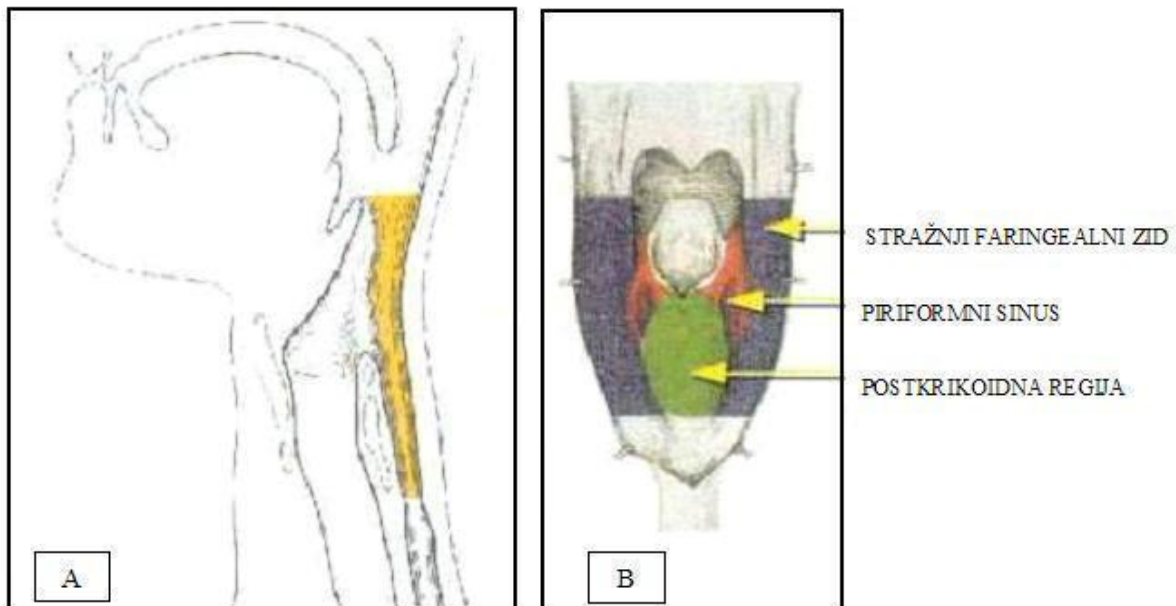 STRAŽNJI FARINGEALNI ZID
PIRIFORMNI SINUS
POSTKRIKOIDNA REGIJA
A
B